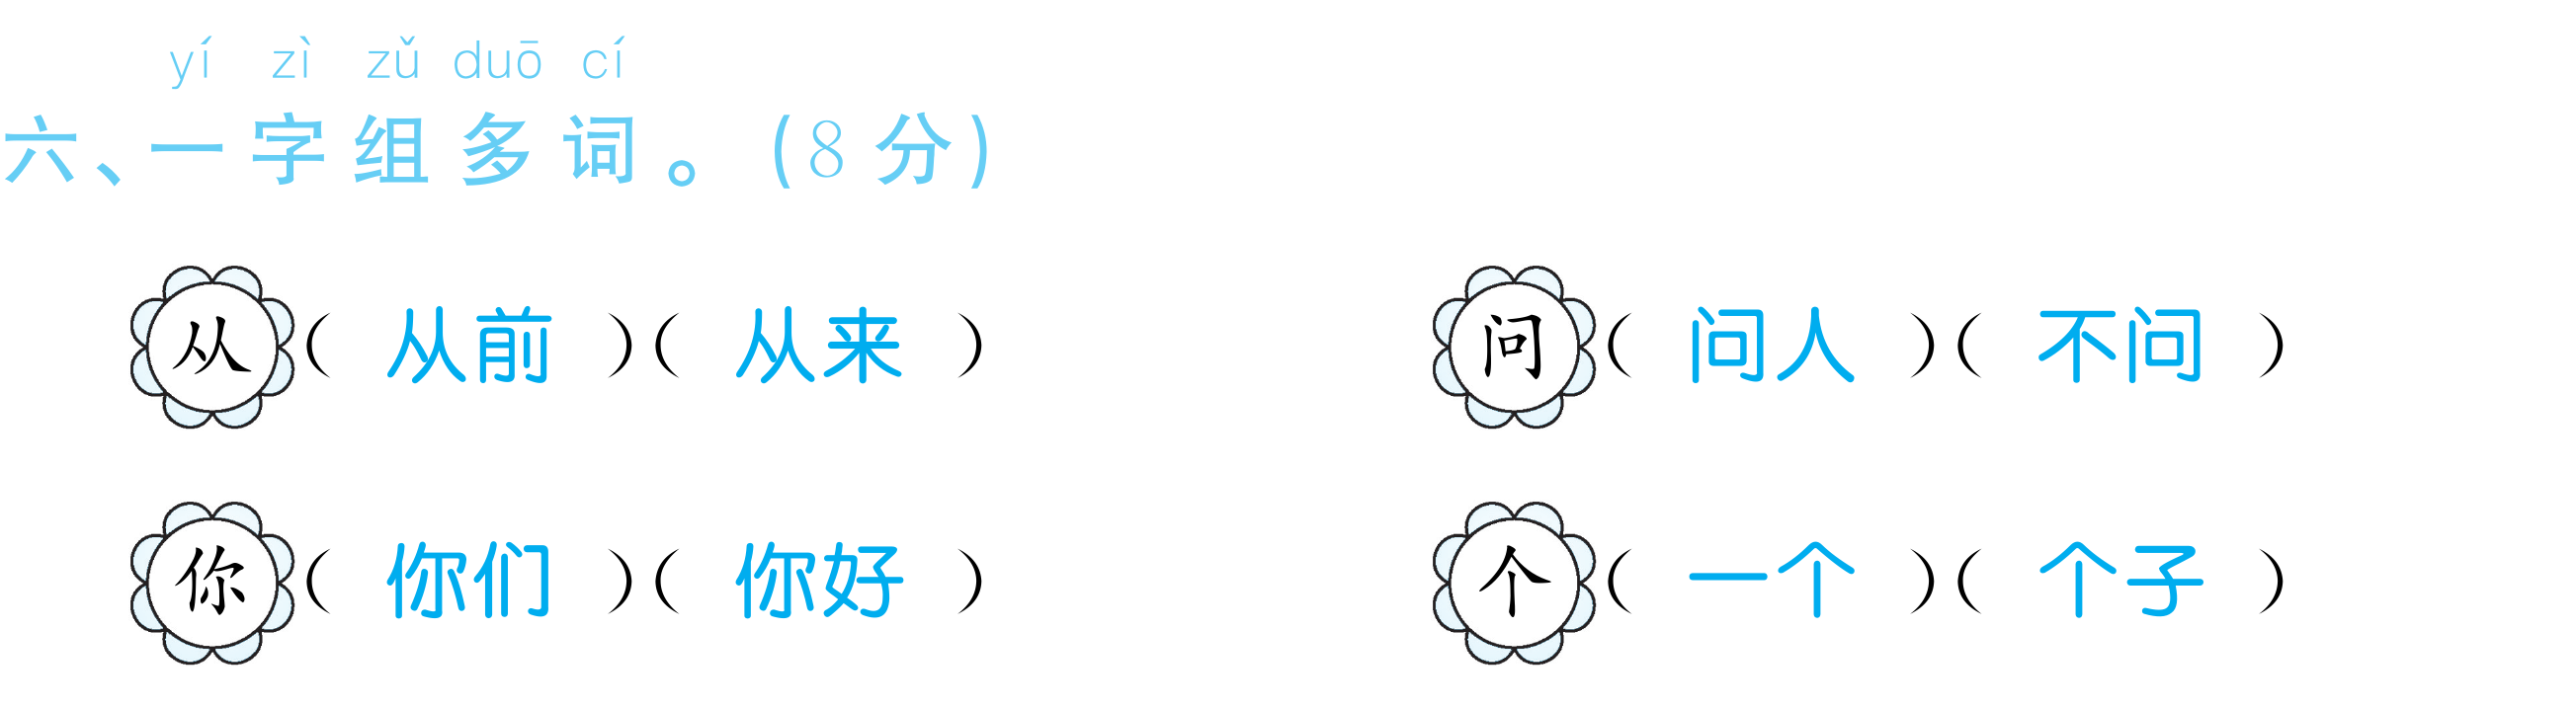 yí zì zǔ duō cí
六、一字组多词。(8分)
从( 从前 )( 从来 ) 问( 问人 )( 不问 )
你( 你们 )( 你好 ) 个( 一个 )( 个子 )